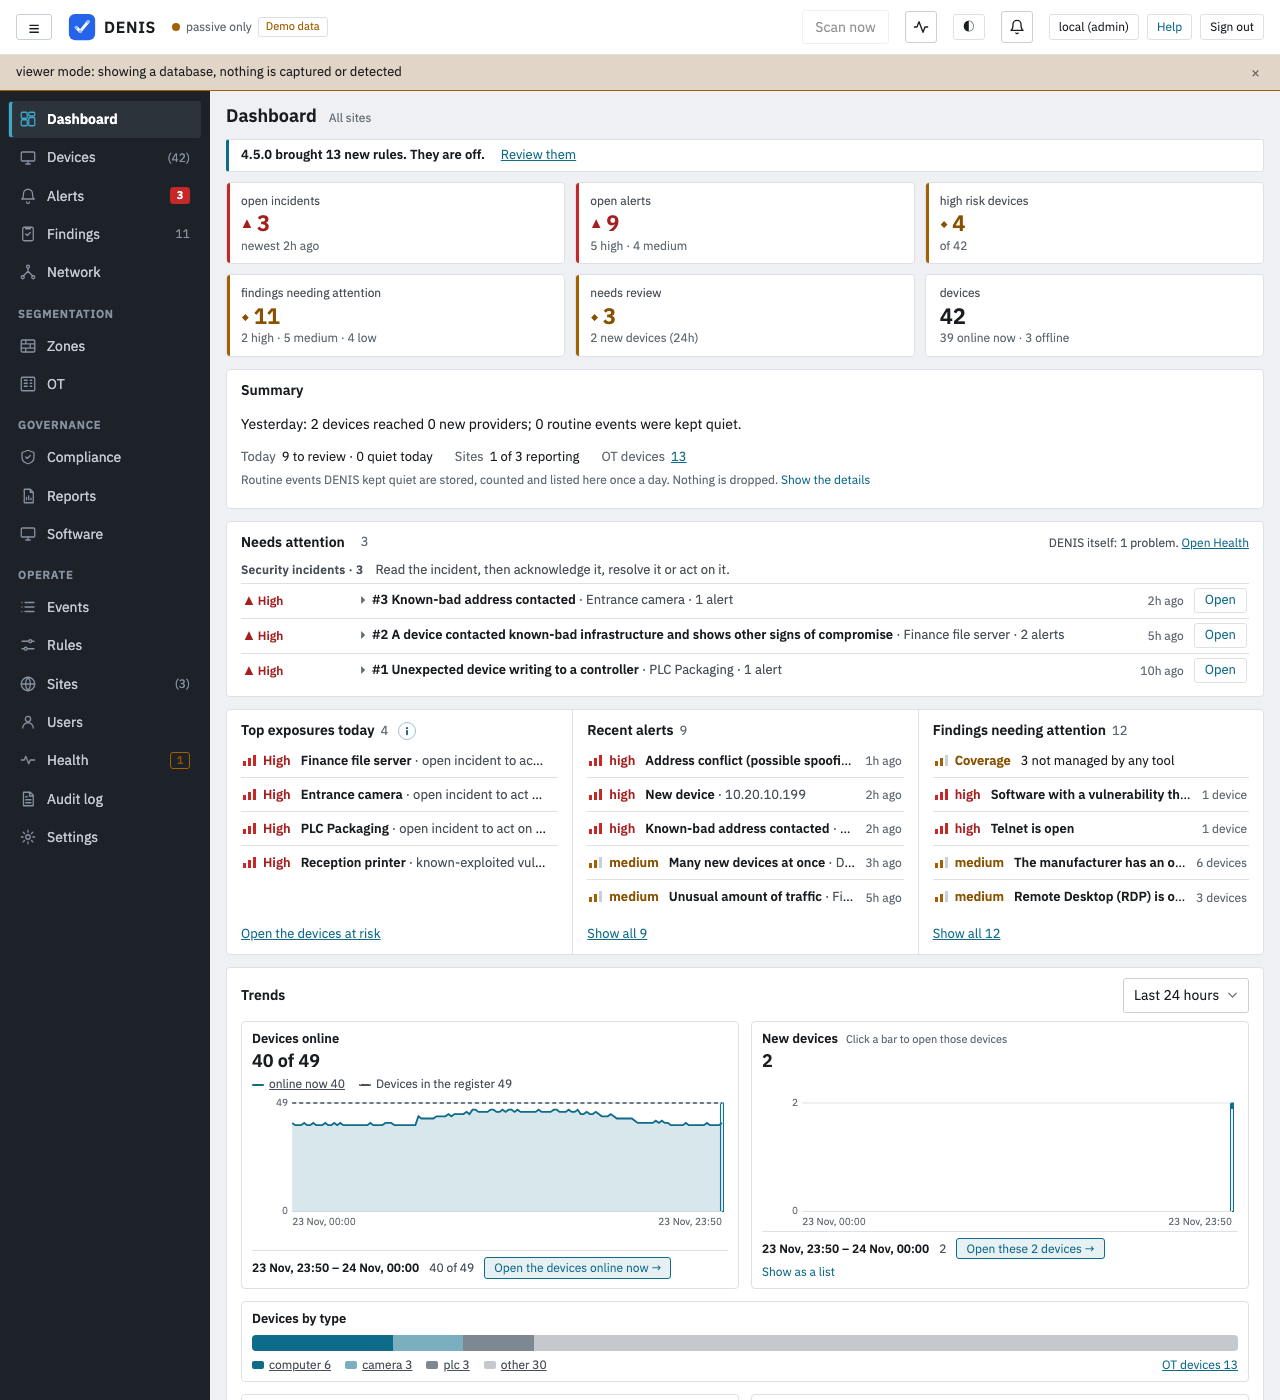 DENIS
passive only
Demo data
Scan now
local (admin)
Help
Sign out
viewer mode: showing a database, nothing is captured or detected
×
Dashboard
Devices (42)
Alerts 3
Findings 11
Network
SEGMENTATION
Zones
OT
GOVERNANCE
Compliance
Reports
Software
OPERATE
Events
Rules
Sites (3)
Users
Health 1
Audit log
Settings
Dashboard All sites
4.5.0 brought 13 new rules. They are off. Review them
open incidents
3
newest 2h ago
open alerts
9
5 high · 4 medium
high risk devices
4
of 42
findings needing attention
11
2 high · 5 medium · 4 low
needs review
3
2 new devices (24h)
devices
42
39 online now · 3 offline
Summary
Yesterday: 2 devices reached 0 new providers; 0 routine events were kept quiet.
Today 9 to review · 0 quiet today Sites 1 of 3 reporting OT devices 13
Routine events DENIS kept quiet are stored, counted and listed here once a day. Nothing is dropped. Show the details
Needs attention 3
DENIS itself: 1 problem. Open Health
Security incidents · 3 Read the incident, then acknowledge it, resolve it or act on it.
High #3 Known-bad address contacted · Entrance camera · 1 alert 2h ago Open
High #2 A device contacted known-bad infrastructure and shows other signs of compromise · Finance file server · 2 alerts 5h ago Open
High #1 Unexpected device writing to a controller · PLC Packaging · 1 alert 10h ago Open
Top exposures today 4
High Finance file server · open incident to ac...
High Entrance camera · open incident to act ...
High PLC Packaging · open incident to act on ...
High Reception printer · known-exploited vul...
Open the devices at risk
Recent alerts 9
high Address conflict (possible spoofi... 1h ago
high New device · 10.20.10.199 2h ago
high Known-bad address contacted · ... 2h ago
medium Many new devices at once · D... 3h ago
medium Unusual amount of traffic · Fi... 5h ago
Show all 9
Findings needing attention 12
Coverage 3 not managed by any tool
high Software with a vulnerability th... 1 device
high Telnet is open 1 device
medium The manufacturer has an o... 6 devices
medium Remote Desktop (RDP) is o... 3 devices
Show all 12
Trends
Last 24 hours
Devices online
40 of 49
online now 40 Devices in the register 49
49
0
23 Nov, 00:00 23 Nov, 23:50
23 Nov, 23:50 – 24 Nov, 00:00 40 of 49 Open the devices online now →
New devices Click a bar to open those devices
2
2
0
23 Nov, 00:00 23 Nov, 23:50
23 Nov, 23:50 – 24 Nov, 00:00 2 Open these 2 devices →
Show as a list
Devices by type
computer 6 camera 3 plc 3 other 30
OT devices 13